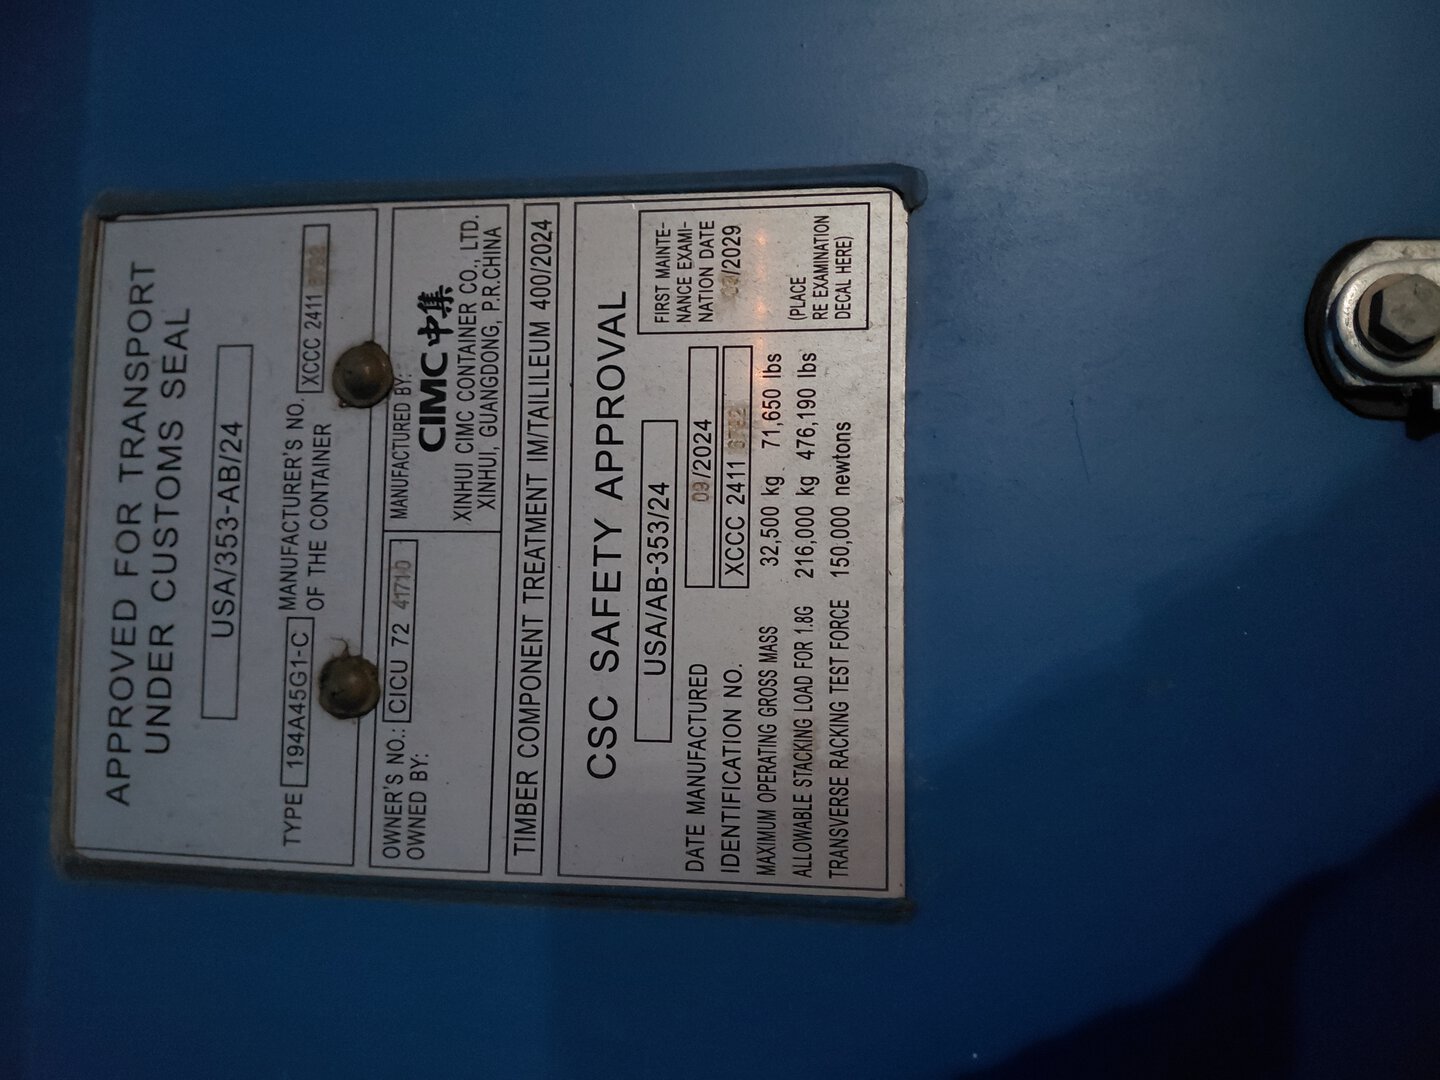 APPROVED FOR TRANSPORT
UNDER CUSTOMS SEAL
USA/353-AB/24
TYPE 194A45G1-C
MANUFACTURER'S NO.
OF THE CONTAINER
XCCC 2411
OWNER'S NO.: CICU 72 41710
OWNED BY:
MANUFACTURED BY:
CIMC 中集
XINHUI CIMC CONTAINER CO., LTD.
XINHUI, GUANGDONG, P.R.CHINA
TIMBER COMPONENT TREATMENT IM/TAILILEUM 400/2024
CSC SAFETY APPROVAL
USA/AB-353/24
DATE MANUFACTURED 09/2024
IDENTIFICATION NO. XCCC 2411
MAXIMUM OPERATING GROSS MASS 32,500 kg 71,650 lbs
ALLOWABLE STACKING LOAD FOR 1.8G 216,000 kg 476,190 lbs
TRANSVERSE RACKING TEST FORCE 150,000 newtons
FIRST MAINTE-
NANCE EXAMI-
NATION DATE
/2029
(PLACE
RE EXAMINATION
DECAL HERE)